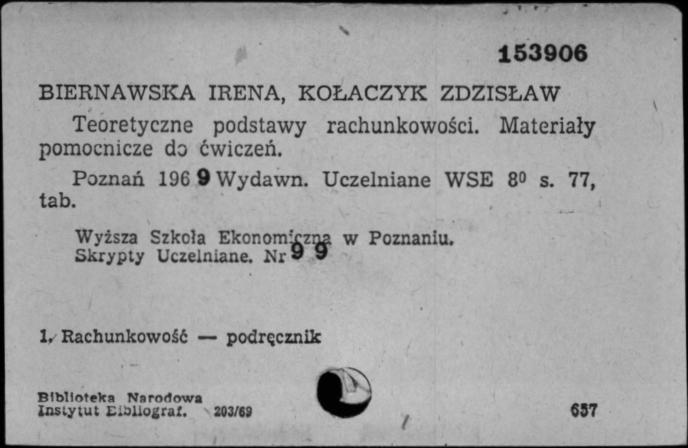 153906
BIERNAWSKA IRENA, KOŁACZYK ZDZISŁAW
Teoretyczne podstawy rachunkowości. Materiały
pomocnicze do ćwiczeń.
Poznań 1969 Wydawn. Uczelniane WSE 8⁰ s. 77,
tab.
Wyższa Szkoła Ekonomiczna w Poznaniu.
Skrypty Uczelniane. Nr 99
1. Rachunkowość — podręcznik
Biblioteka Narodowa
Instytut Bibliograf. 203/69
657